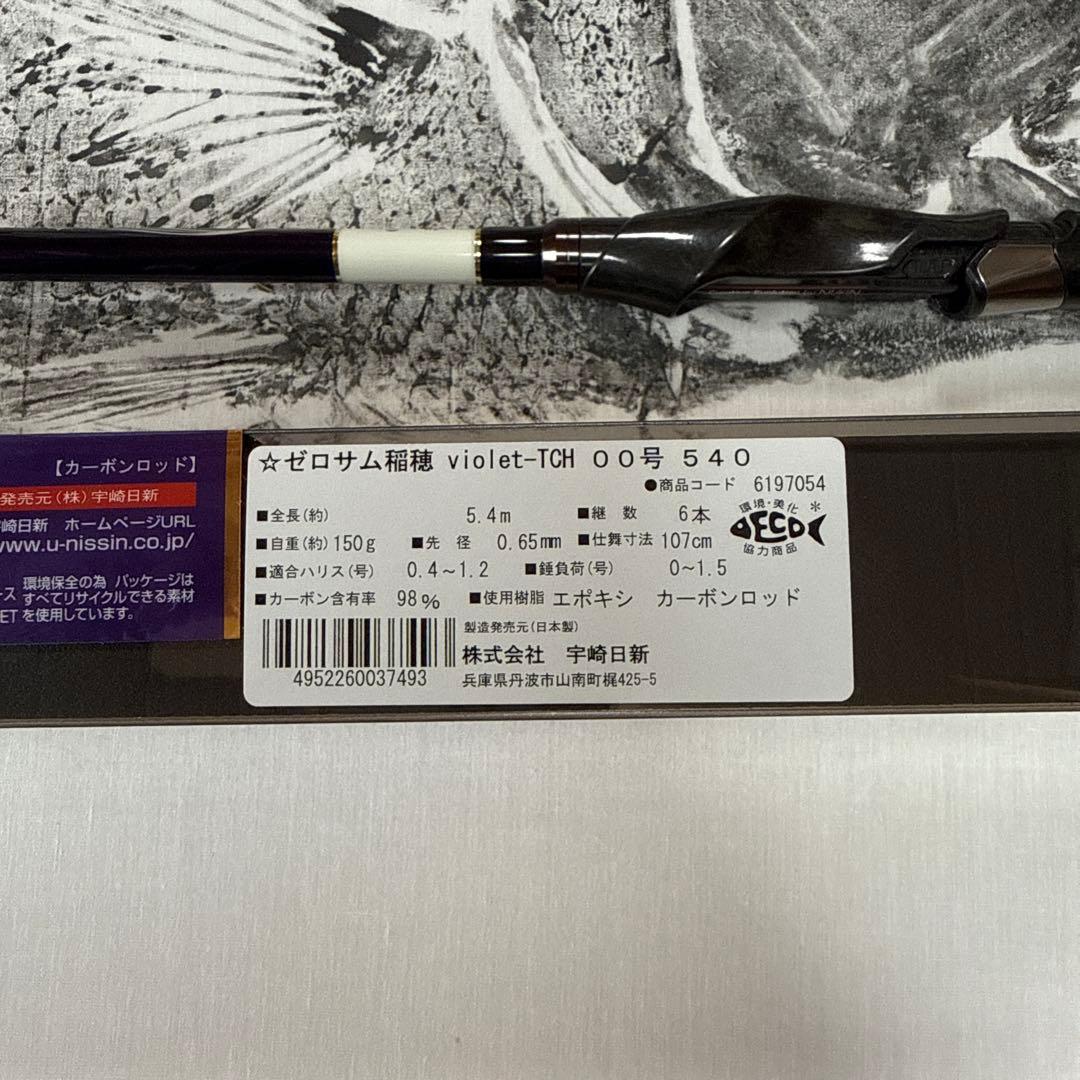 【カーボンロッド】
発売元(株)宇崎日新
崎日新 ホームページURL
www.u-nissin.co.jp/
環境保全の為 パッケージは
ース すべてリサイクルできる素材
ET を使用しています。
☆ゼロサム稲穂 violet-TCH 00号 540
●商品コード 6197054
■全長(約) 5.4m ■継数 6本
■自重(約) 150g ■先径 0.65mm ■仕舞寸法 107cm
■適合ハリス(号) 0.4~1.2 ■錘負荷(号) 0~1.5
■カーボン含有率 98% ■使用樹脂 エポキシ カーボンロッド
環境・美化
ECO
協力商品
製造発売元(日本製)
株式会社 宇崎日新
兵庫県丹波市山南町梶425-5
4952260037493